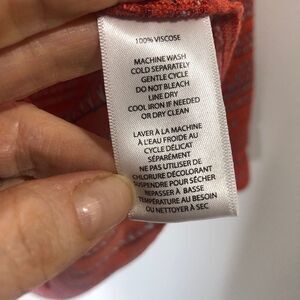 100% VISCOSE
MACHINE WASH
COLD SEPARATELY
GENTLE CYCLE
DO NOT BLEACH
LINE DRY
COOL IRON IF NEEDED
OR DRY CLEAN
LAVER À LA MACHINE
À L'EAU FROIDE AU
CYCLE DÉLICAT
SÉPARÉMENT
NE PAS UTILISER DE
CHLORURE DÉCOLORANT
SUSPENDRE POUR SÉCHER
REPASSER À BASSE
TEMPÉRATURE AU BESOIN
OU NETTOYER À SEC